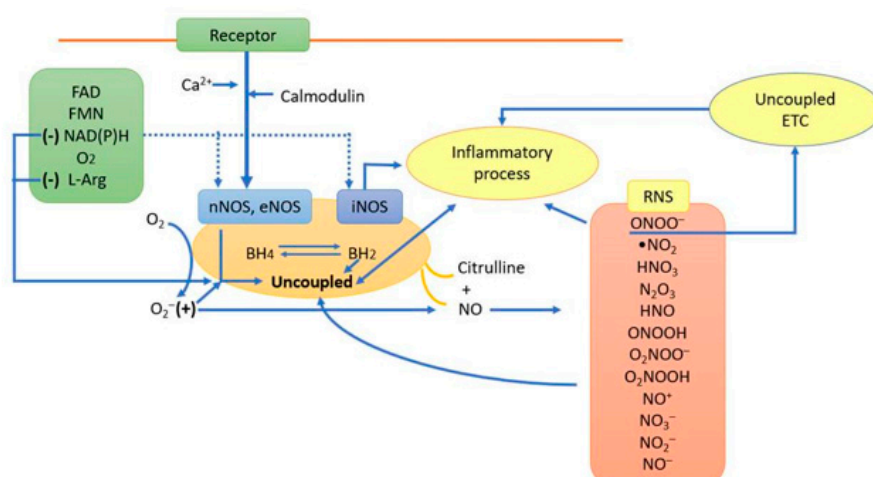 Receptor
Ca²⁺
Calmodulin
FAD
FMN
(-) NAD(P)H
O₂
(-) L-Arg
Uncoupled
ETC
Inflammatory
process
nNOS, eNOS
iNOS
RNS
O₂
BH₄
BH₂
Uncoupled
O₂⁻(+)
Citrulline
+
NO
ONOO⁻
•NO₂
HNO₃
N₂O₃
HNO
ONOOH
O₂NOO⁻
O₂NOOH
NO⁺
NO₃⁻
NO₂⁻
NO⁻